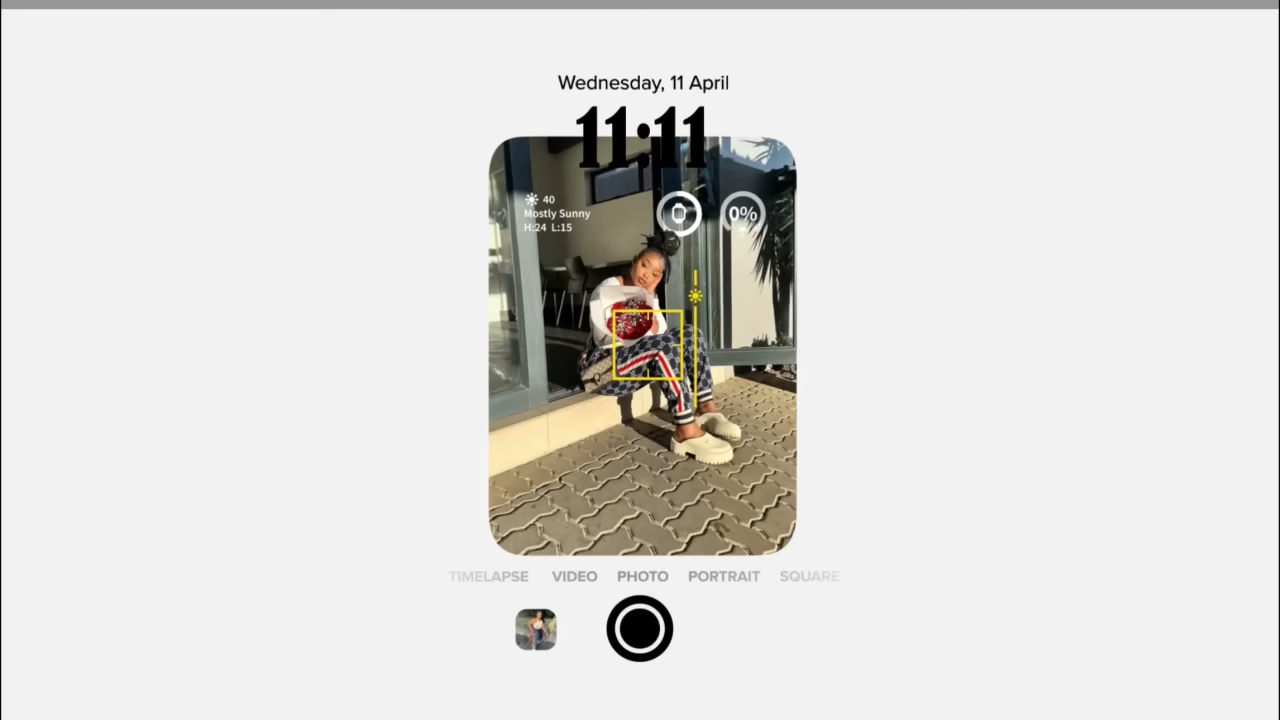 Wednesday, 11 April
11:11
40
Mostly Sunny
H:24 L:15
0%
TIMELAPSE VIDEO PHOTO PORTRAIT SQUARE